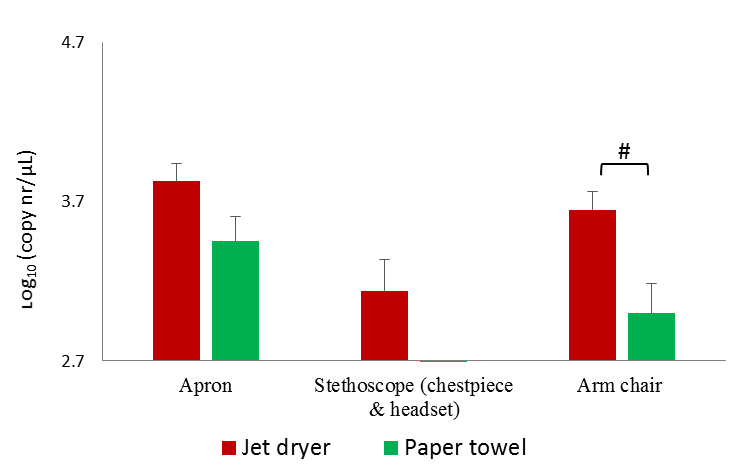 4.7
3.7
2.7
Log₁₀ (copy nr/µL)
#
Apron
Stethoscope (chestpiece
& headset)
Arm chair
Jet dryer
Paper towel